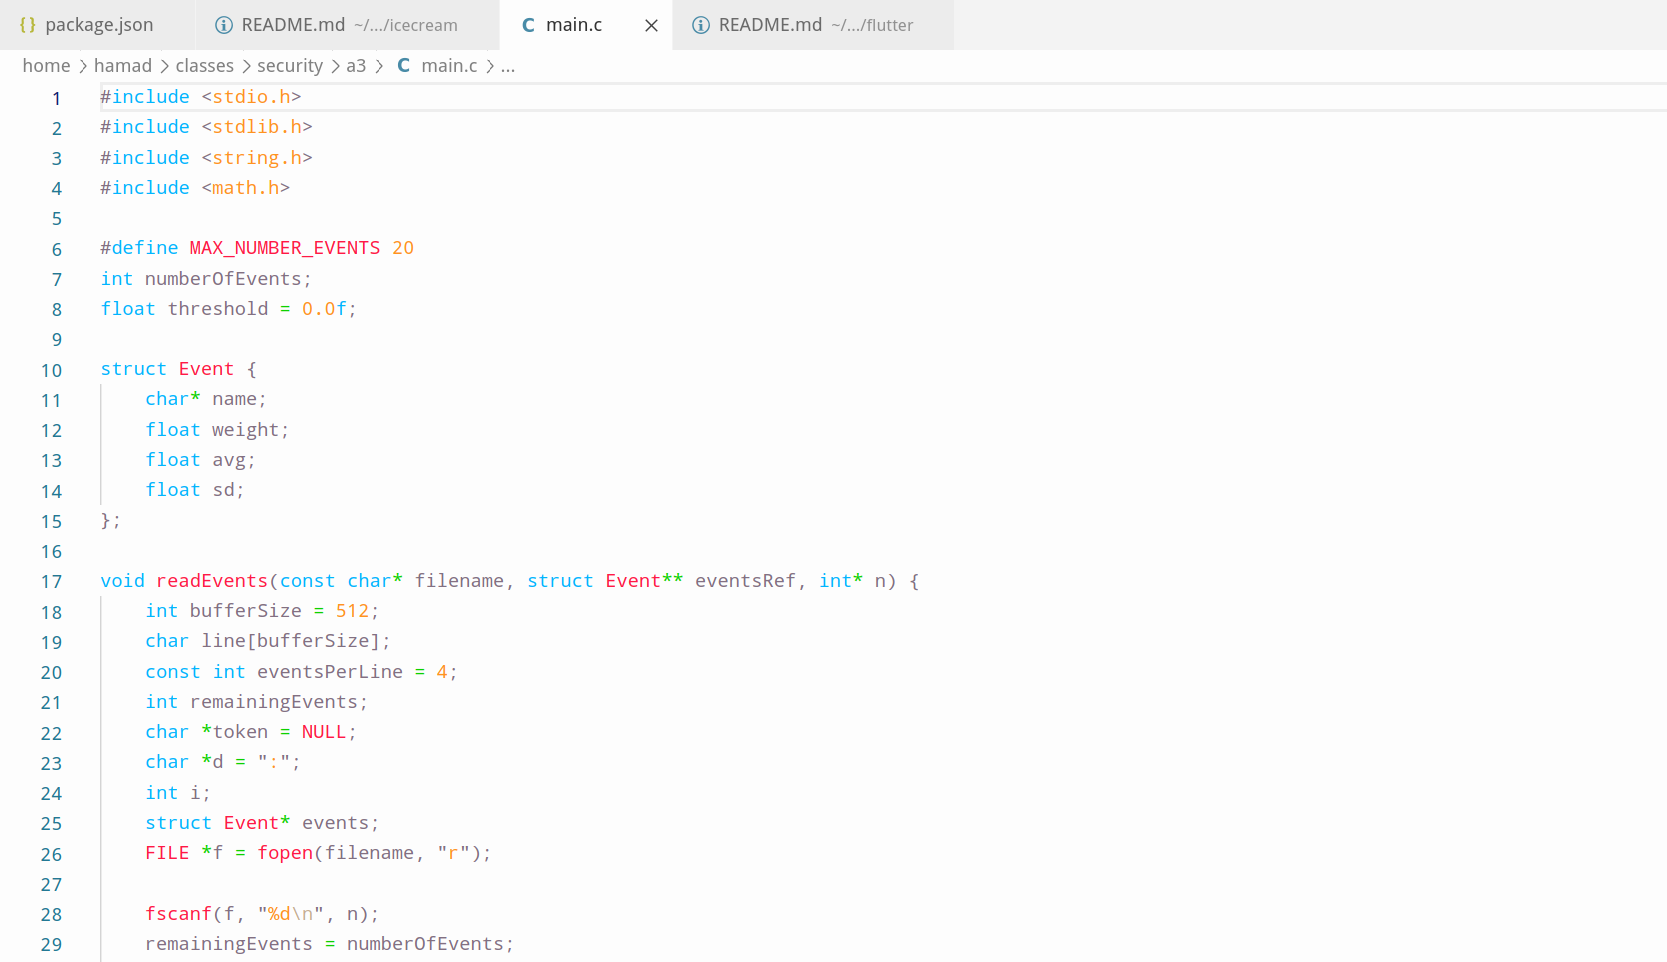 package.json README.md ~/.../icecream main.c README.md ~/.../flutter
home > hamad > classes > security > a3 > C main.c > ...
1 #include <stdio.h>
2 #include <stdlib.h>
3 #include <string.h>
4 #include <math.h>
5
6 #define MAX_NUMBER_EVENTS 20
7 int numberOfEvents;
8 float threshold = 0.0f;
9
10 struct Event {
11     char* name;
12     float weight;
13     float avg;
14     float sd;
15 };
16
17 void readEvents(const char* filename, struct Event** eventsRef, int* n) {
18     int bufferSize = 512;
19     char line[bufferSize];
20     const int eventsPerLine = 4;
21     int remainingEvents;
22     char *token = NULL;
23     char *d = ":";
24     int i;
25     struct Event* events;
26     FILE *f = fopen(filename, "r");
27
28     fscanf(f, "%d\n", n);
29     remainingEvents = numberOfEvents;